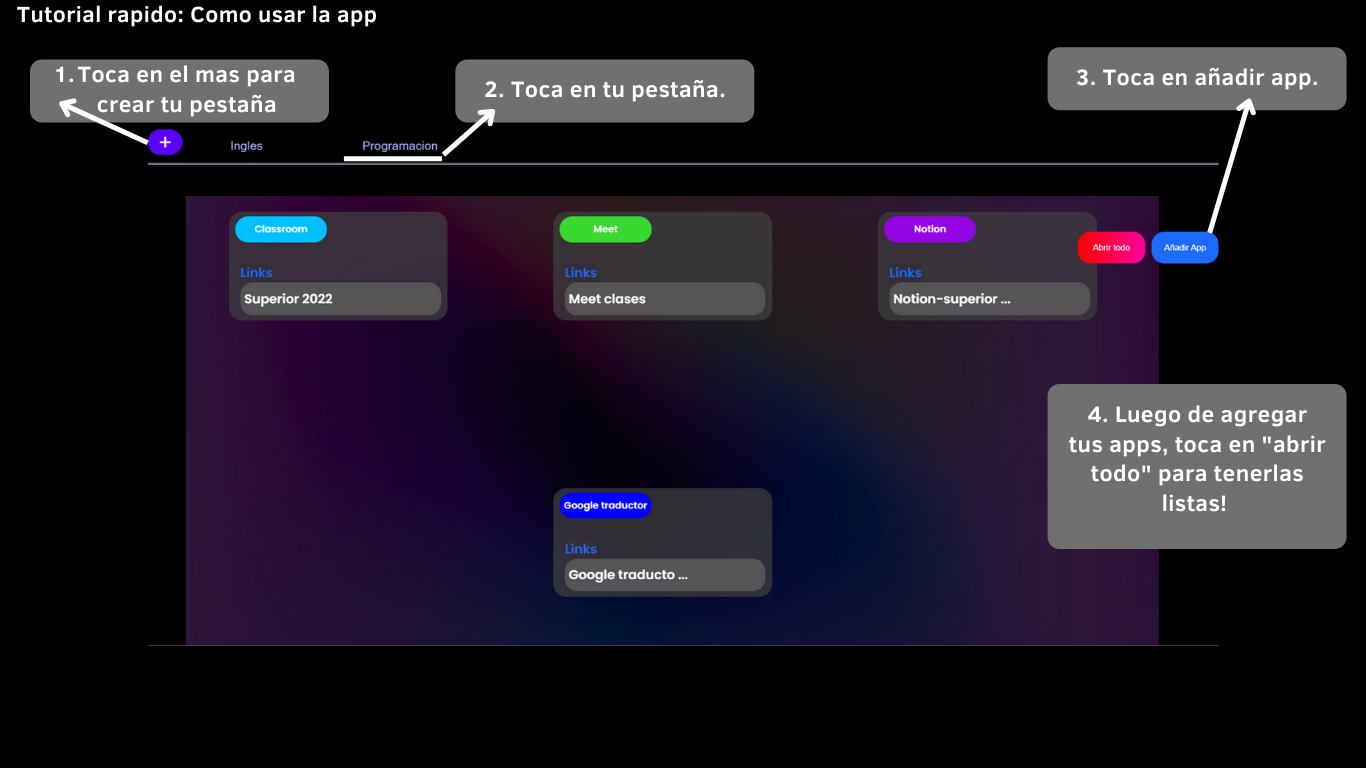 Tutorial rapido: Como usar la app
1. Toca en el mas para
crear tu pestaña
2. Toca en tu pestaña.
3. Toca en añadir app.
+
Ingles
Programacion
Classroom
Links
Superior 2022
Meet
Links
Meet clases
Notion
Links
Notion-superior ...
Abrir todo
Añadir App
4. Luego de agregar
tus apps, toca en "abrir
todo" para tenerlas
listas!
Google traductor
Links
Google traducto ...